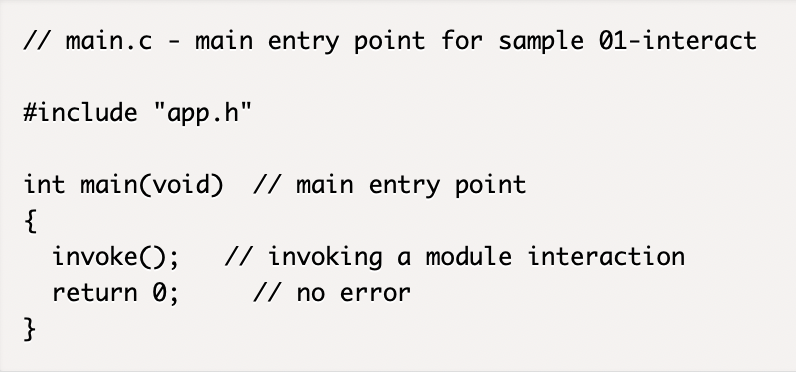 // main.c - main entry point for sample 01-interact
#include "app.h"
int main(void)  // main entry point
{
  invoke();   // invoking a module interaction
  return 0;     // no error
}